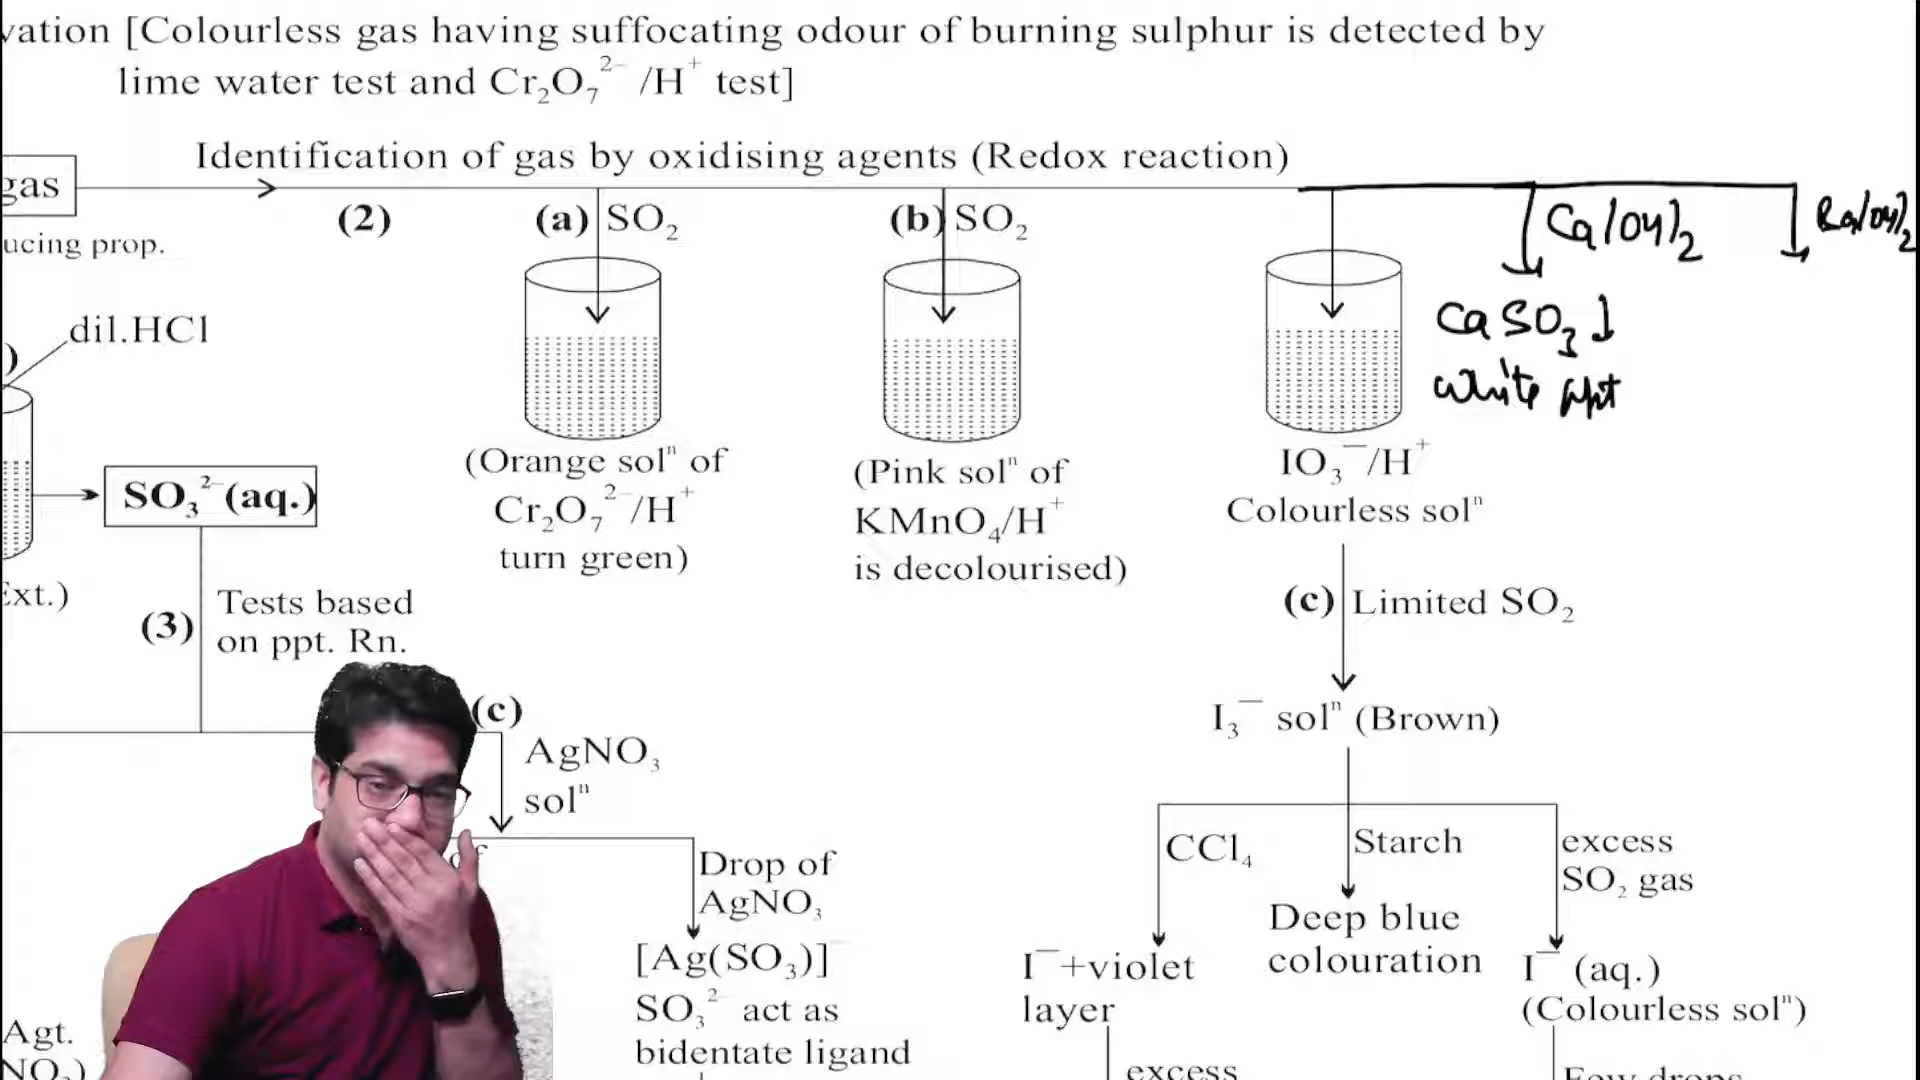 vation [Colourless gas having suffocating odour of burning sulphur is detected by
lime water test and Cr₂O₇²⁻ /H⁺ test]
Identification of gas by oxidising agents (Redox reaction)
gas
ucing prop.
(2)
(a) SO₂
(b) SO₂
Ca(OH)₂
Ba(OH)₂
dil.HCl
)
CaSO₃↓
white ppt
SO₃²⁻(aq.)
(Orange solⁿ of
Cr₂O₇²⁻/H⁺
turn green)
(Pink solⁿ of
KMnO₄/H⁺
is decolourised)
IO₃⁻/H⁺
Colourless solⁿ
Ext.)
(3)
Tests based
on ppt. Rn.
(c) Limited SO₂
I₃⁻ solⁿ (Brown)
(c)
AgNO₃
solⁿ
of
Drop of
AgNO₃
[Ag(SO₃)]⁻
SO₃²⁻ act as
bidentate ligand
CCl₄
Starch
excess
SO₂ gas
I⁻+violet
layer
Deep blue
colouration
I⁻ (aq.)
(Colourless solⁿ)
Agt.
NO₃)
excess
Few drops